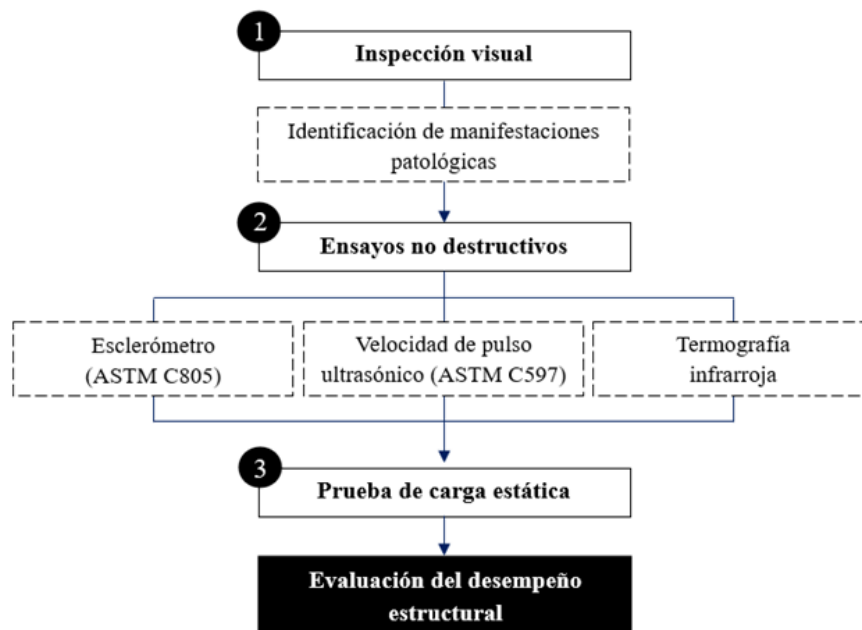 1
Inspección visual
Identificación de manifestaciones
patológicas
2
Ensayos no destructivos
Esclerómetro
(ASTM C805)
Velocidad de pulso
ultrasónico (ASTM C597)
Termografía
infrarroja
3
Prueba de carga estática
Evaluación del desempeño
estructural